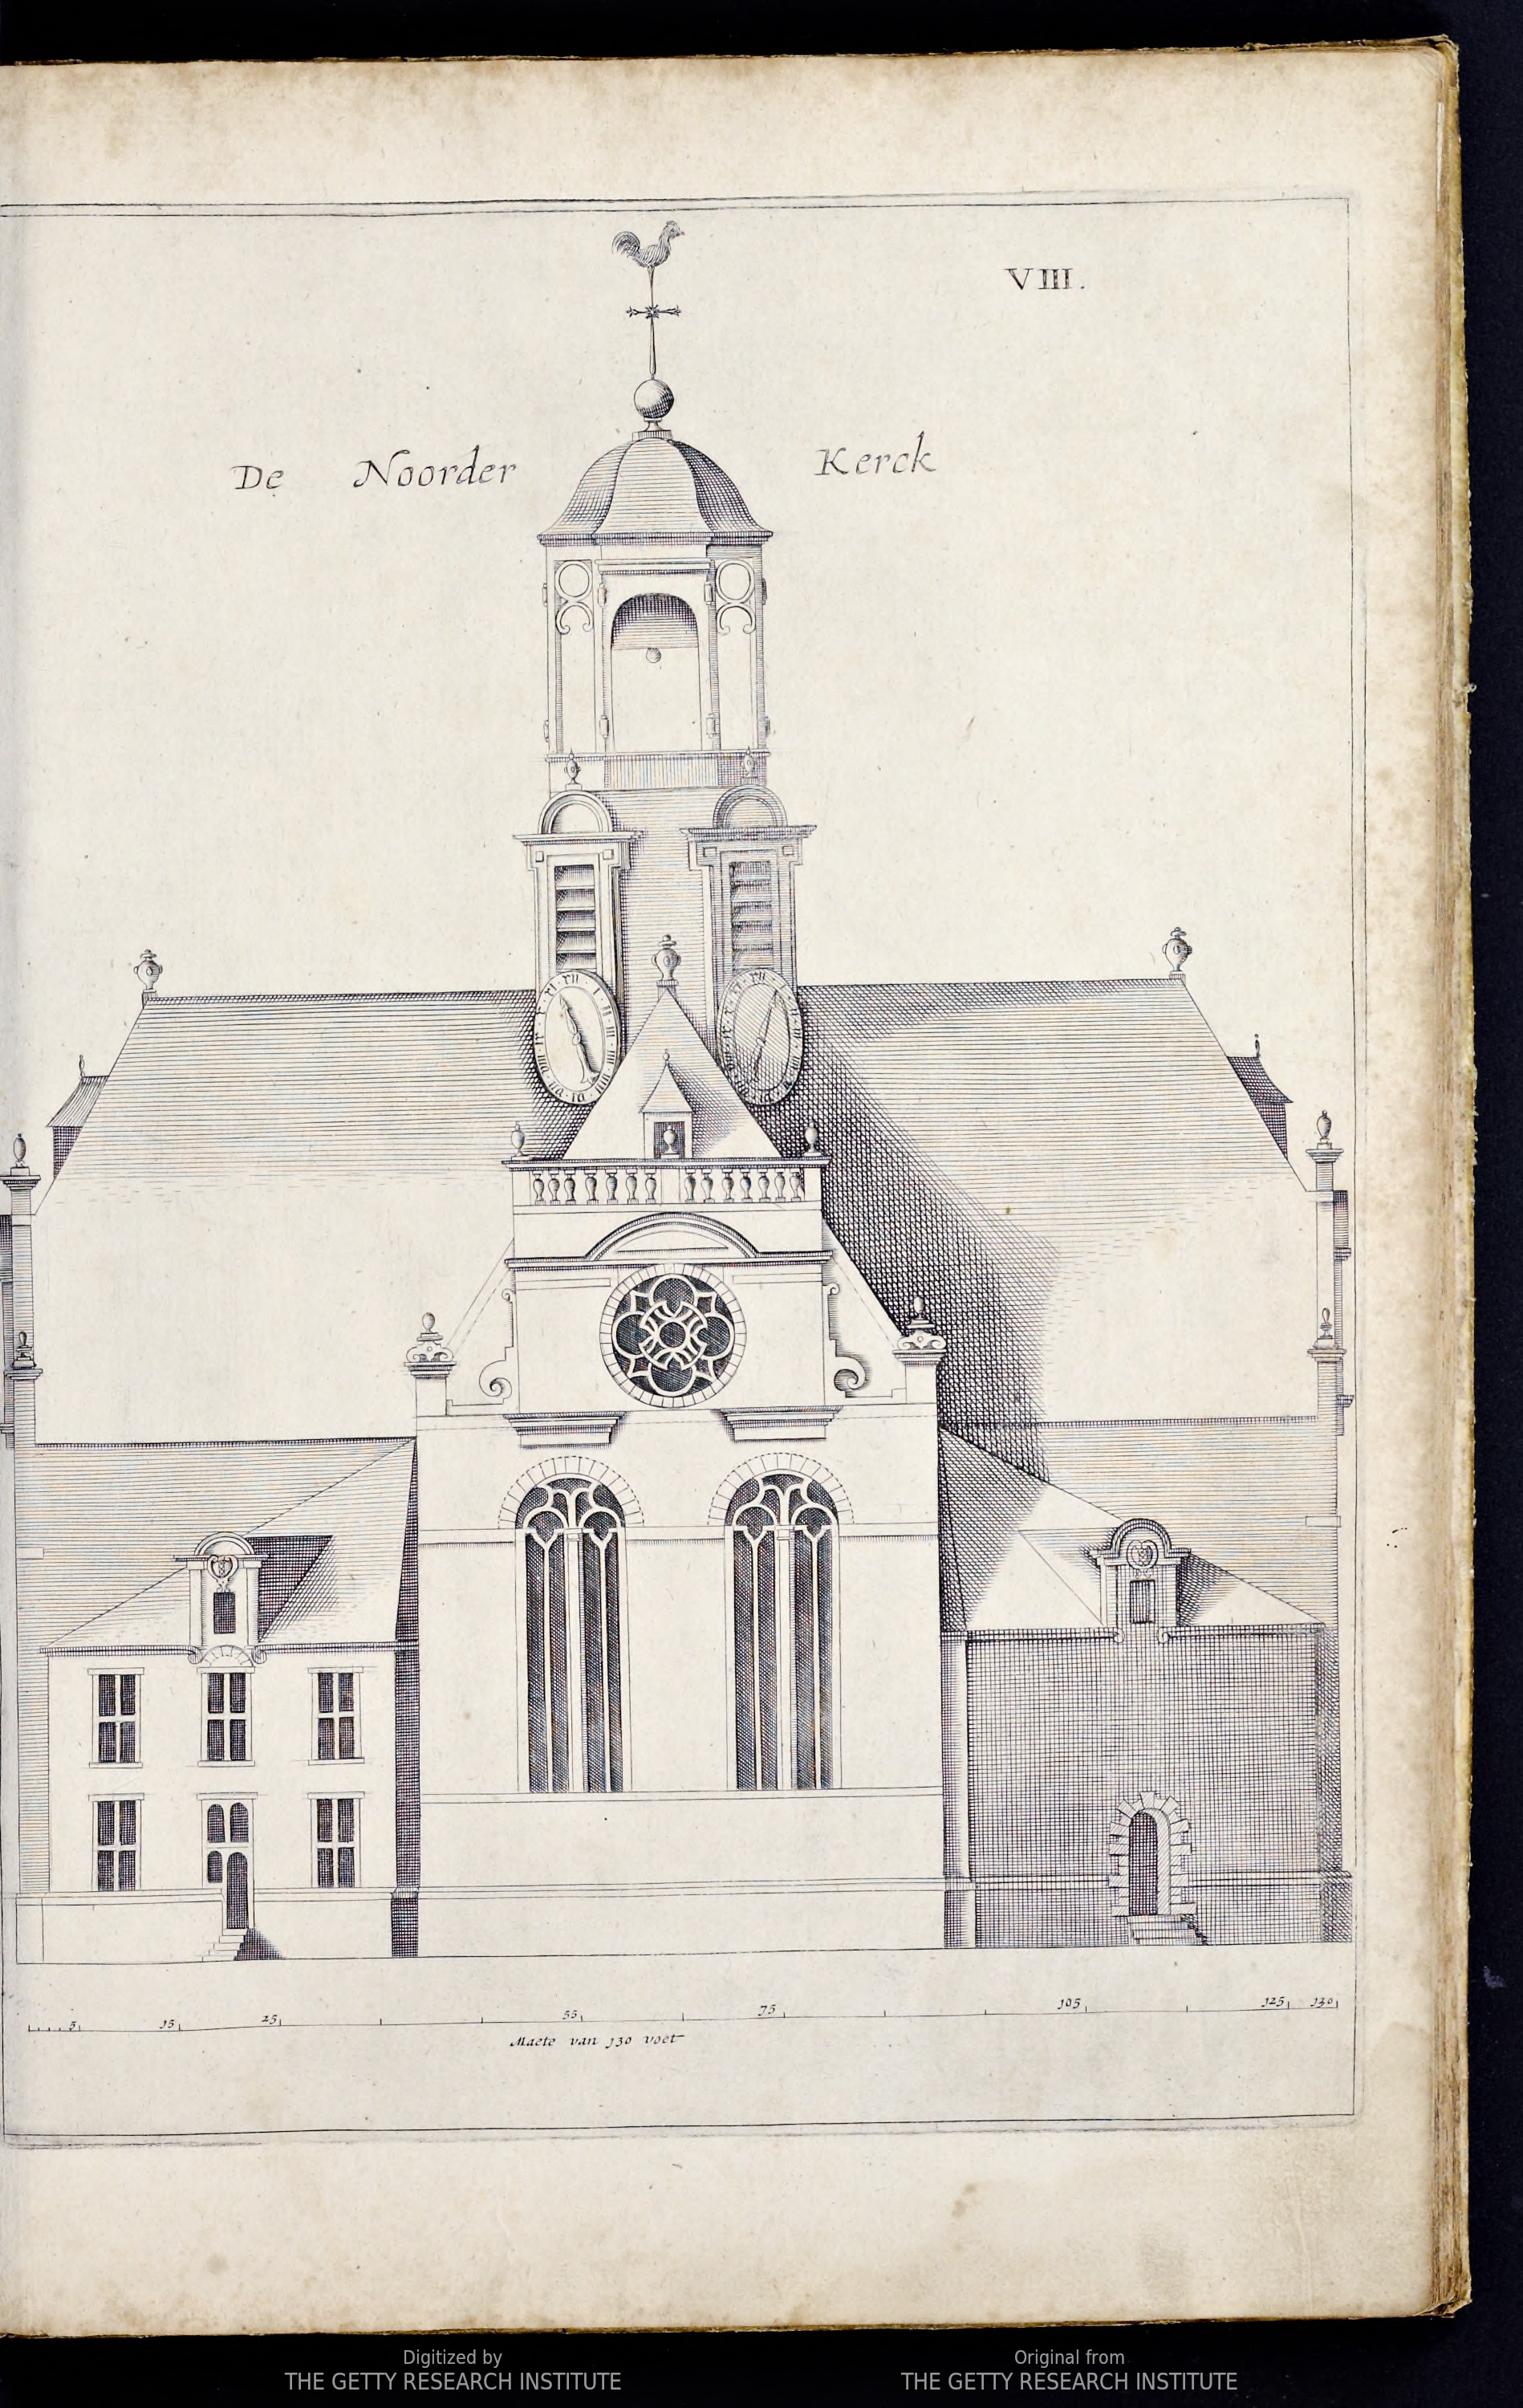 VIII.
De Noorder Kerck
5 15 25 55 75 105 125 130
Maete van 130 voet
Digitized by
THE GETTY RESEARCH INSTITUTE
Original from
THE GETTY RESEARCH INSTITUTE